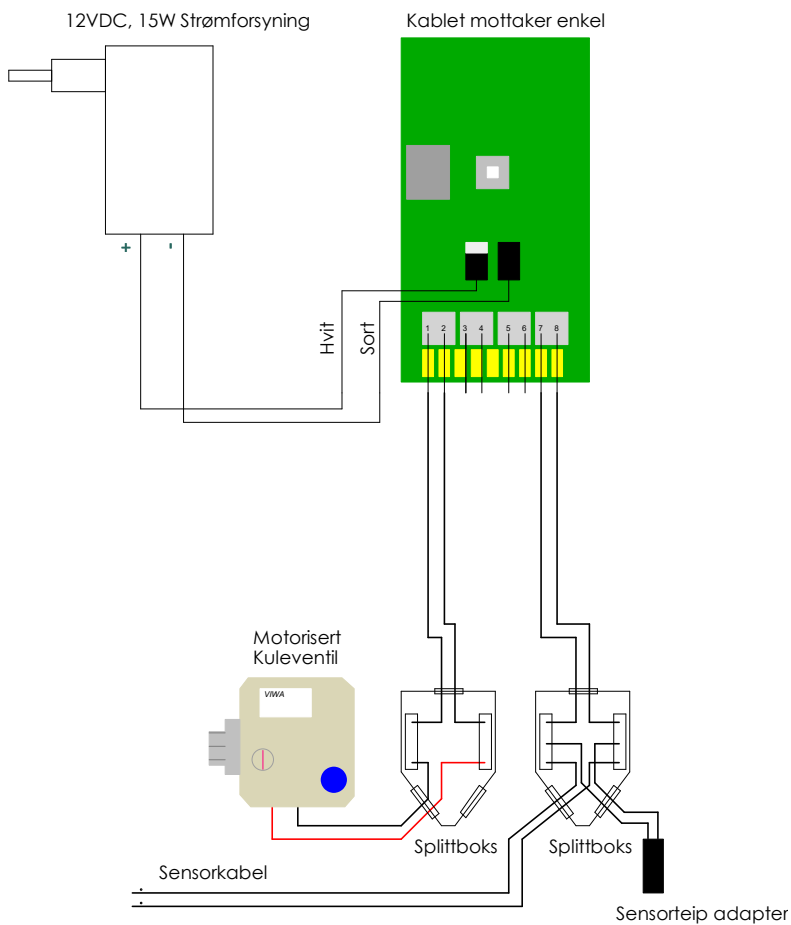 12VDC, 15W Strømforsyning
Kablet mottaker enkel
+ -
Hvit
Sort
1 2 3 4 5 6 7 8
Motorisert
Kuleventil
VIWA
Splittboks
Splittboks
Sensorkabel
Sensorteip adapter